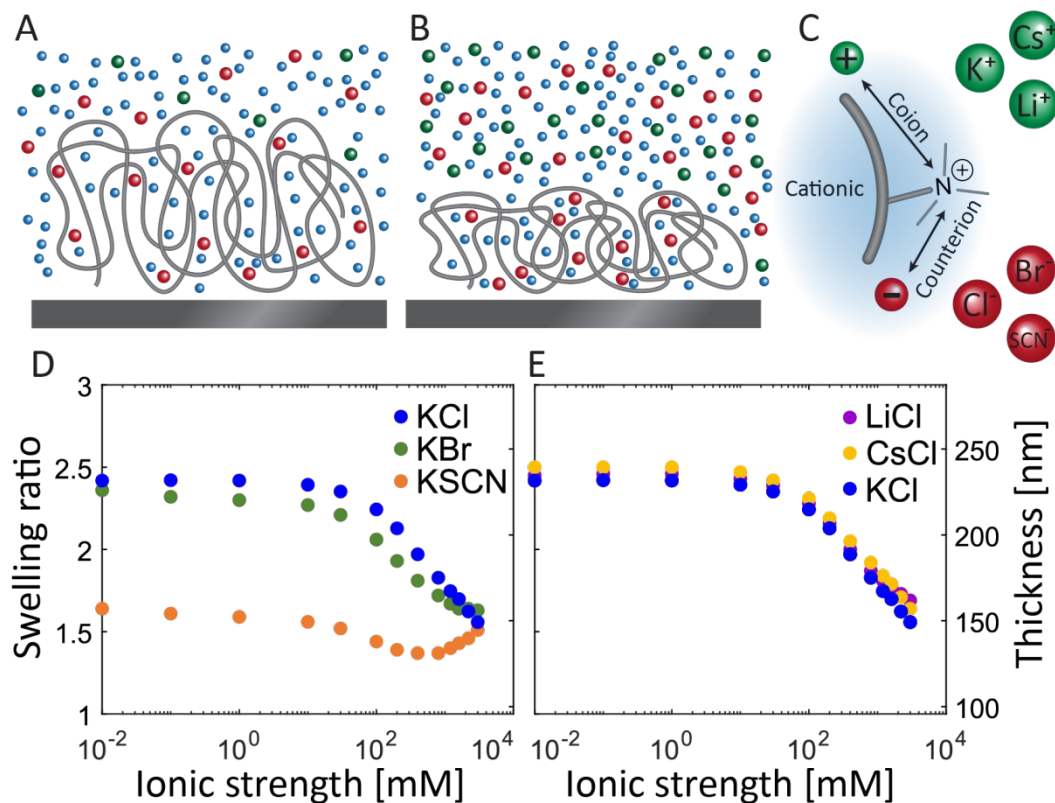 A
B
C
Cs⁺
K⁺
Li⁺
+
Coion
Cationic
N
+
Counterion
-
Br⁻
Cl⁻
SCN⁻
D
E
3
2.5
2
1.5
1
Swelling ratio
KCl
KBr
KSCN
LiCl
CsCl
KCl
250
200
150
100
Thickness [nm]
10⁻² 10⁰ 10² 10⁴
10⁻² 10⁰ 10² 10⁴
Ionic strength [mM]
Ionic strength [mM]